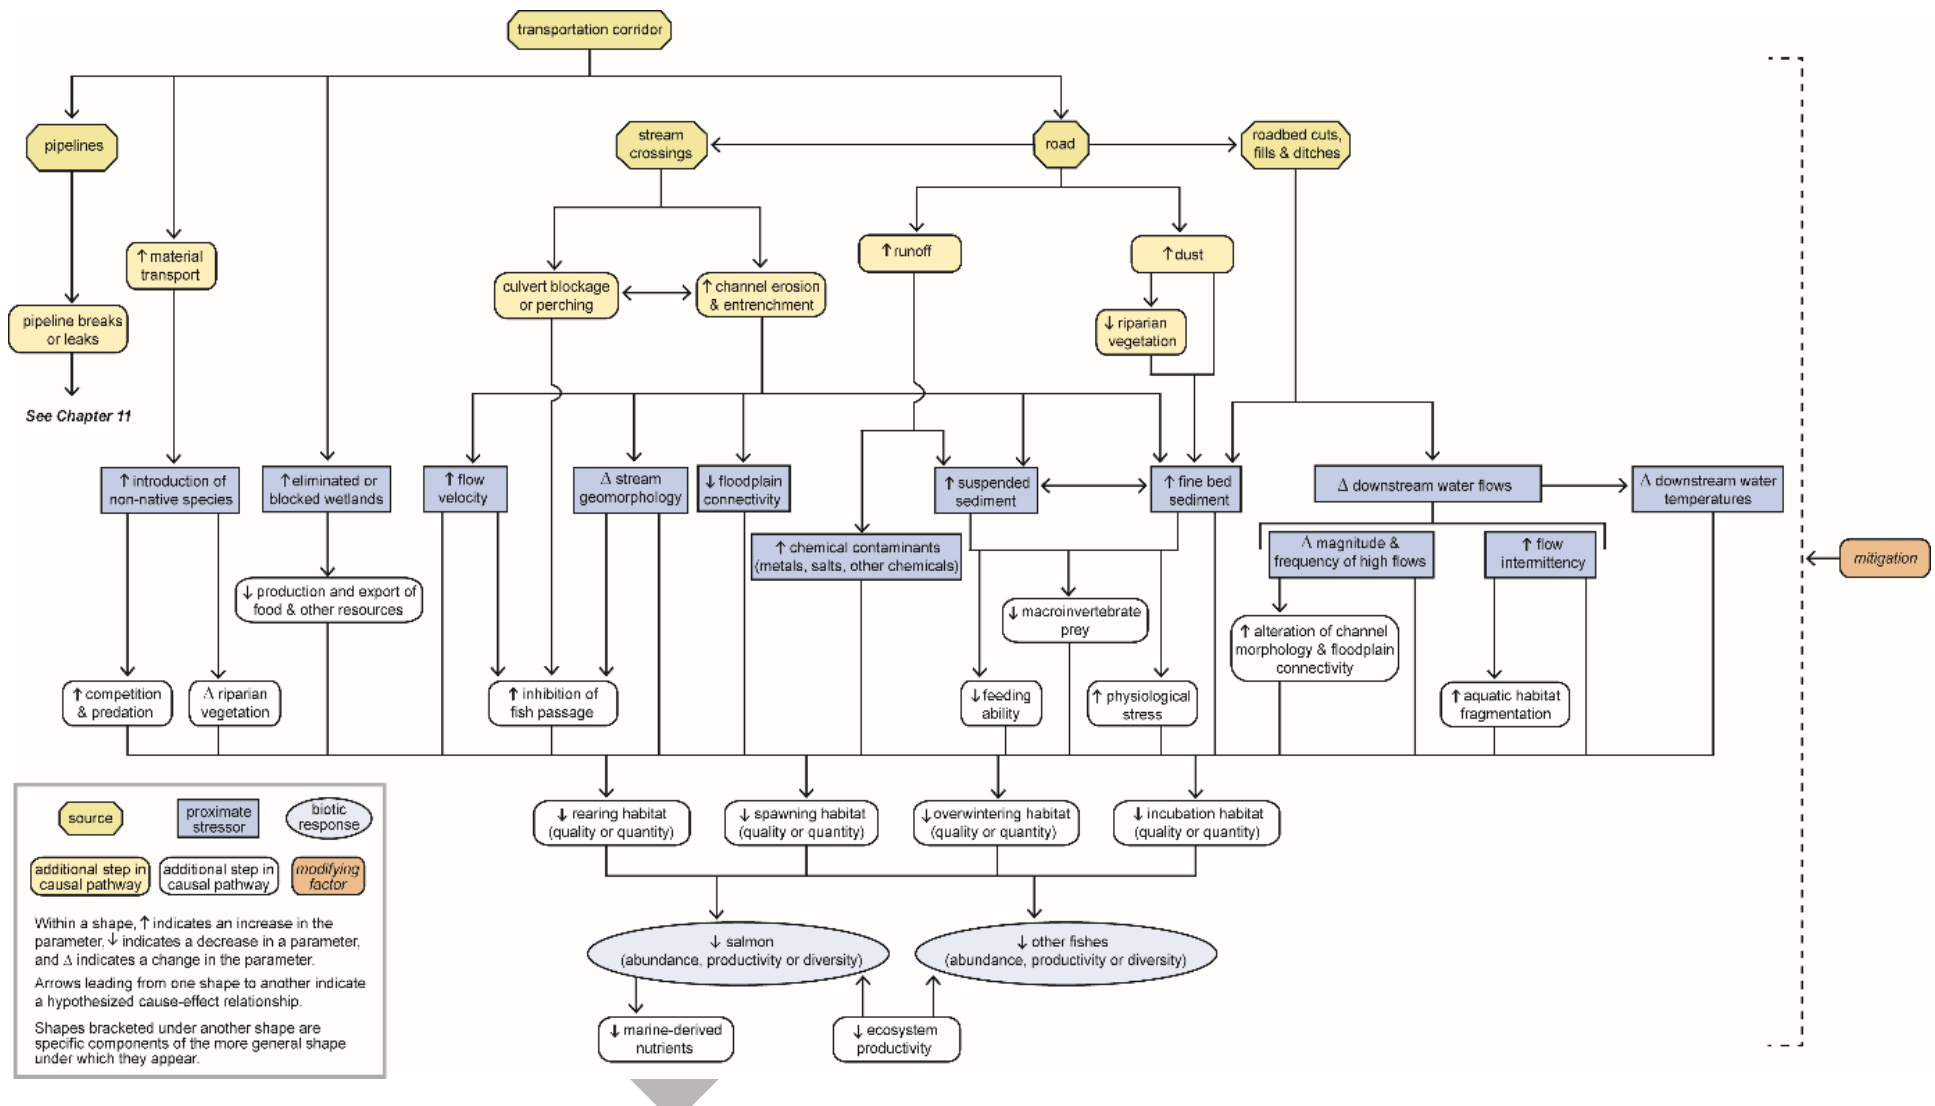 transportation corridor
pipelines
stream
crossings
road
roadbed cuts,
fills & ditches
↑ material
transport
↑ runoff
↑ dust
culvert blockage
or perching
↑ channel erosion
& entrenchment
pipeline breaks
or leaks
↓ riparian
vegetation
See Chapter 11
↑ introduction of
non-native species
↑ eliminated or
blocked wetlands
↑ flow
velocity
Δ stream
geomorphology
↓ floodplain
connectivity
↑ suspended
sediment
↑ fine bed
sediment
Δ downstream water flows
Δ downstream water
temperatures
↑ chemical contaminants
(metals, salts, other chemicals)
Δ magnitude &
frequency of high flows
↑ flow
intermittency
mitigation
↓ production and export of
food & other resources
↓ macroinvertebrate
prey
↑ alteration of channel
morphology & floodplain
connectivity
↑ competition
& predation
Δ riparian
vegetation
↑ inhibition of
fish passage
↓ feeding
ability
↑ physiological
stress
↑ aquatic habitat
fragmentation
↓ rearing habitat
(quality or quantity)
↓ spawning habitat
(quality or quantity)
↓ overwintering habitat
(quality or quantity)
↓ incubation habitat
(quality or quantity)
↓ salmon
(abundance, productivity or diversity)
↓ other fishes
(abundance, productivity or diversity)
↓ marine-derived
nutrients
↓ ecosystem
productivity
source
proximate
stressor
biotic
response
additional step in
causal pathway
additional step in
causal pathway
modifying
factor
Within a shape, ↑ indicates an increase in the
parameter, ↓ indicates a decrease in a parameter,
and Δ indicates a change in the parameter.
Arrows leading from one shape to another indicate
a hypothesized cause-effect relationship.
Shapes bracketed under another shape are
specific components of the more general shape
under which they appear.